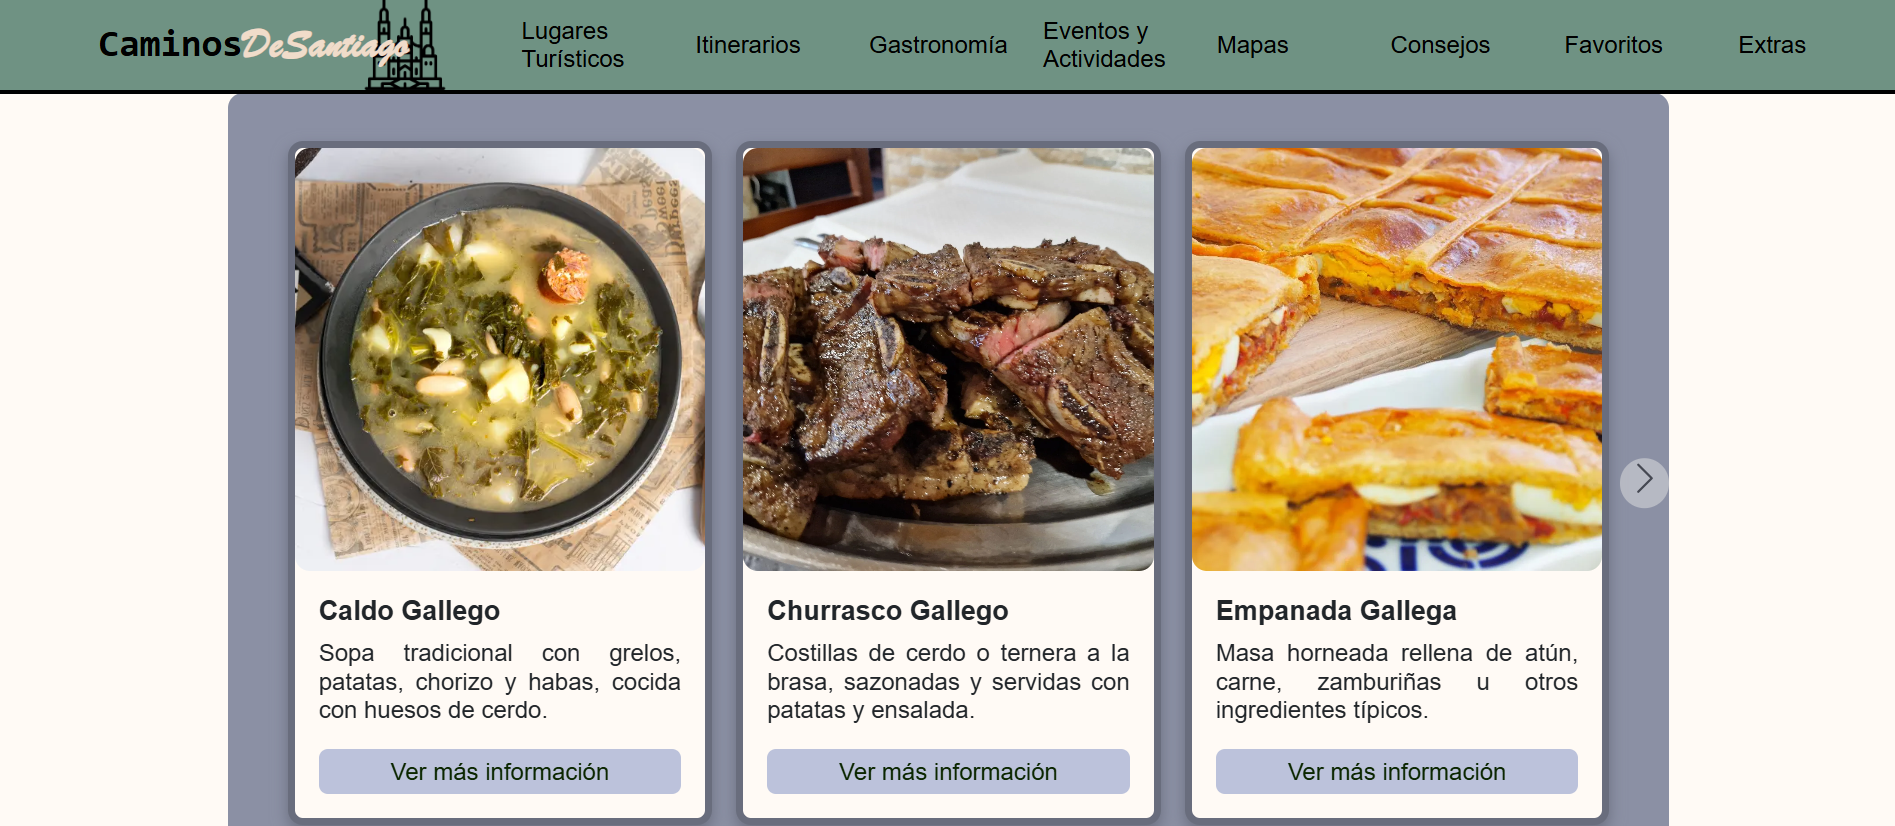 CaminosDeSantiago
Lugares
Turísticos
Itinerarios
Gastronomía
Eventos y
Actividades
Mapas
Consejos
Favoritos
Extras
Caldo Gallego
Sopa tradicional con grelos,
patatas, chorizo y habas, cocida
con huesos de cerdo.
Ver más información
Churrasco Gallego
Costillas de cerdo o ternera a la
brasa, sazonadas y servidas con
patatas y ensalada.
Ver más información
Empanada Gallega
Masa horneada rellena de atún,
carne, zamburiñas u otros
ingredientes típicos.
Ver más información